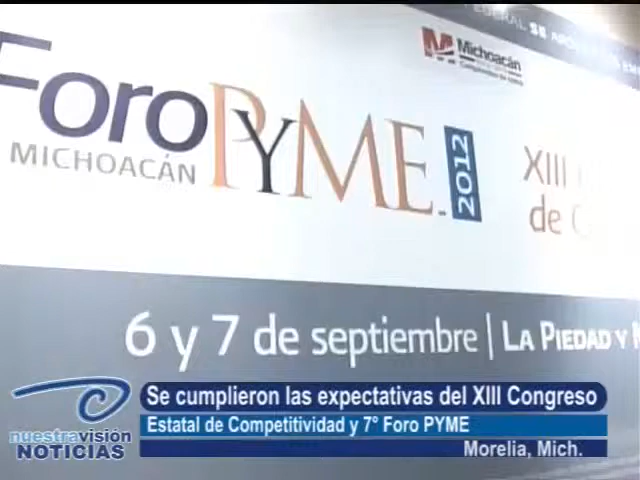 Michoacán
Foro PYME 2012
MICHOACÁN
XIII
de
6 y 7 de septiembre | LA PIEDAD Y
Se cumplieron las expectativas del XIII Congreso
Estatal de Competitividad y 7° Foro PYME
Morelia, Mich.
nuestravisión
NOTICIAS